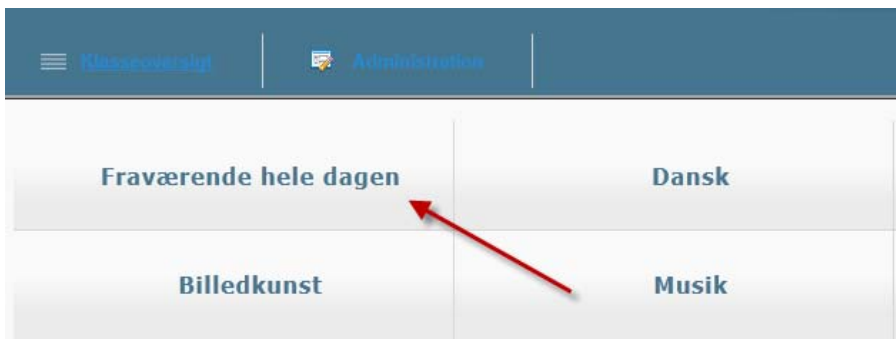 Klasseoversigt Administration
Fraværende hele dagen Dansk
Billedkunst Musik